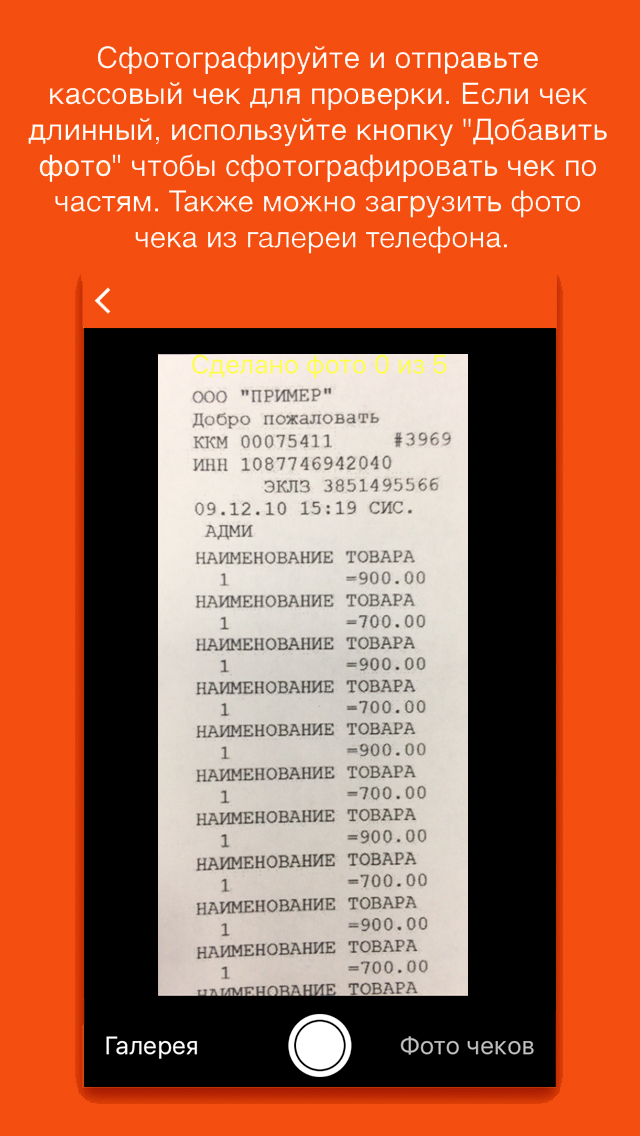 Сфотографируйте и отправьте
кассовый чек для проверки. Если чек
длинный, используйте кнопку "Добавить
фото" чтобы сфотографировать чек по
частям. Также можно загрузить фото
чека из галереи телефона.
Сделано фото 0 из 5
ООО "ПРИМЕР"
Добро пожаловать
ККМ 00075411 #3969
ИНН 1087746942040
ЭКЛЗ 3851495566
09.12.10 15:19 СИС.
АДМИ
НАИМЕНОВАНИЕ ТОВАРА
1 =900.00
НАИМЕНОВАНИЕ ТОВАРА
1 =700.00
НАИМЕНОВАНИЕ ТОВАРА
1 =900.00
НАИМЕНОВАНИЕ ТОВАРА
1 =700.00
НАИМЕНОВАНИЕ ТОВАРА
1 =900.00
НАИМЕНОВАНИЕ ТОВАРА
1 =700.00
НАИМЕНОВАНИЕ ТОВАРА
1 =900.00
НАИМЕНОВАНИЕ ТОВАРА
1 =700.00
НАИМЕНОВАНИЕ ТОВАРА
1 =900.00
НАИМЕНОВАНИЕ ТОВАРА
1 =700.00
НАИМЕНОВАНИЕ ТОВАРА
Галерея Фото чеков